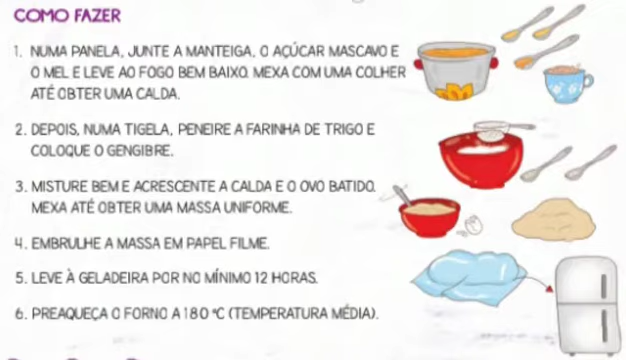 COMO FAZER
1. NUMA PANELA, JUNTE A MANTEIGA, O AÇÚCAR MASCAVO E
O MEL E LEVE AO FOGO BEM BAIXO. MEXA COM UMA COLHER
ATÉ OBTER UMA CALDA.
2. DEPOIS, NUMA TIGELA, PENEIRE A FARINHA DE TRIGO E
COLOQUE O GENGIBRE.
3. MISTURE BEM E ACRESCENTE A CALDA E O OVO BATIDO.
MEXA ATÉ OBTER UMA MASSA UNIFORME.
4. EMBRULHE A MASSA EM PAPEL FILME.
5. LEVE À GELADEIRA POR NO MÍNIMO 12 HORAS.
6. PREAQUEÇA O FORNO A 180 °C (TEMPERATURA MÉDIA).